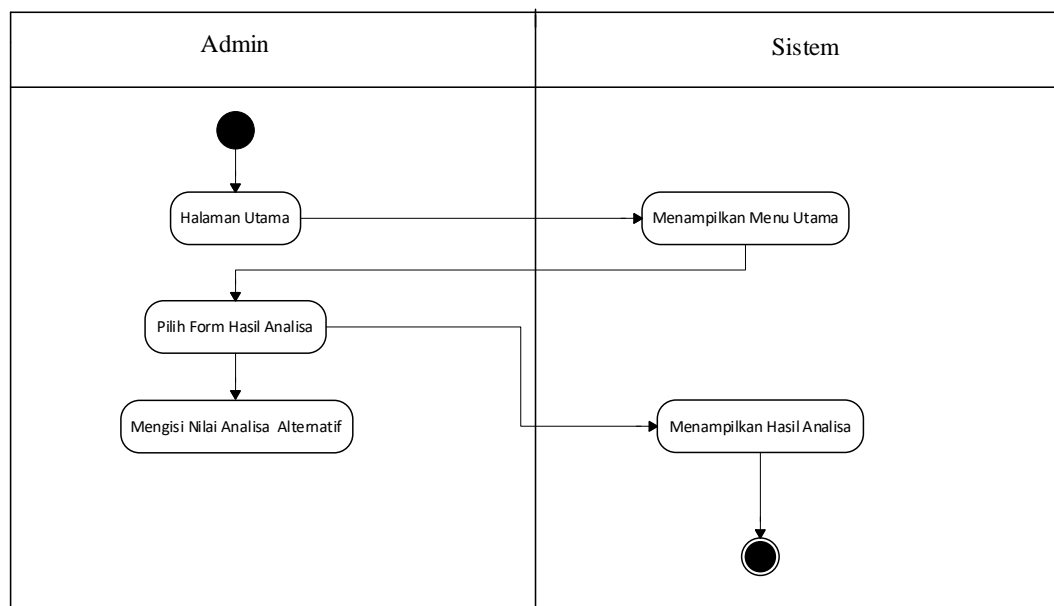 Admin
Sistem
Halaman Utama
Menampilkan Menu Utama
Pilih Form Hasil Analisa
Mengisi Nilai Analisa Alternatif
Menampilkan Hasil Analisa